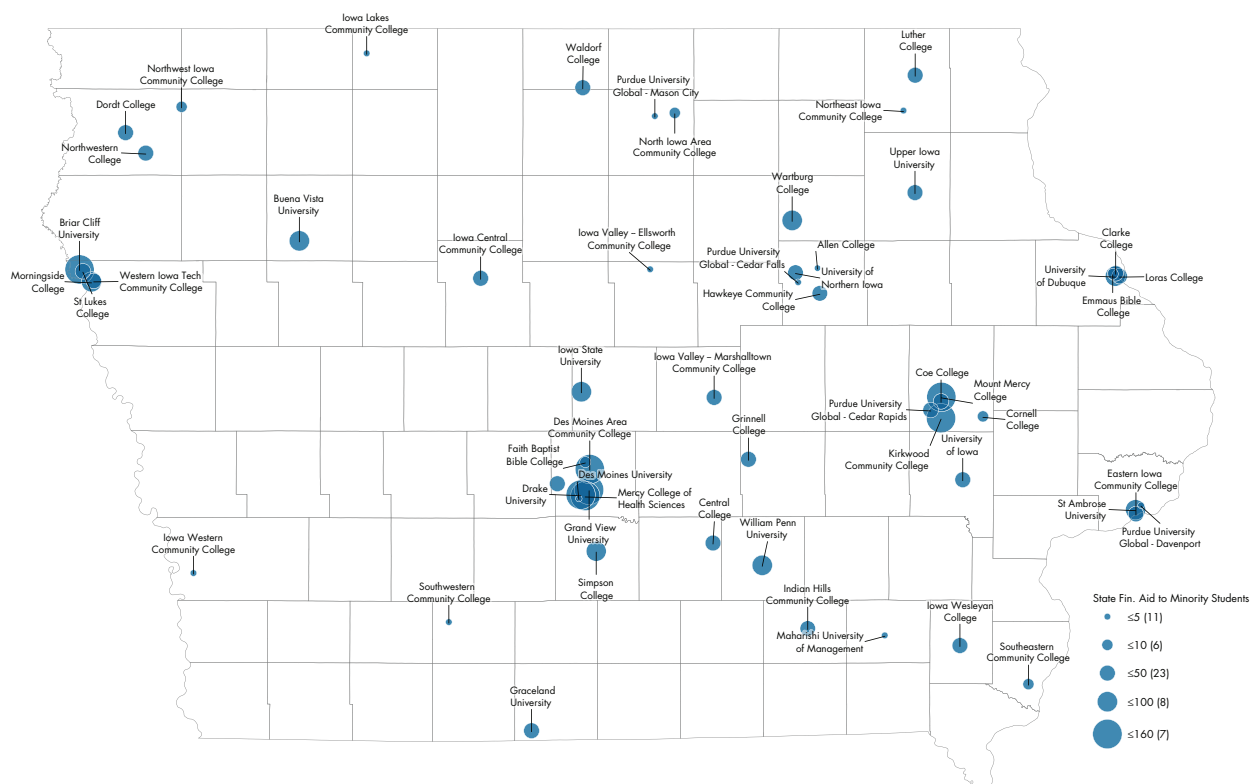 Iowa Lakes
Community College
Waldorf
College
Luther
College
Northwest Iowa
Community College
Purdue University
Global - Mason City
Dordt College
Northeast Iowa
Community College
Northwestern
College
North Iowa Area
Community College
Upper Iowa
University
Wartburg
College
Buena Vista
University
Briar Cliff
University
Iowa Central
Community College
Iowa Valley – Ellsworth
Community College
Purdue University
Global - Cedar Falls
Allen College
Clarke
College
Morningside
College
Western Iowa Tech
Community College
St Lukes
College
University of
Northern Iowa
Hawkeye Community
College
University
of Dubuque
Loras College
Emmaus Bible
College
Iowa State
University
Iowa Valley – Marshalltown
Community College
Coe College
Mount Mercy
College
Purdue University
Global - Cedar Rapids
Cornell
College
Des Moines Area
Community College
Grinnell
College
Faith Baptist
Bible College
Kirkwood
Community College
University
of Iowa
Des Moines University
Drake
University
Mercy College of
Health Sciences
Eastern Iowa
Community College
St Ambrose
University
Purdue University
Global - Davenport
Central
College
Grand View
University
William Penn
University
Iowa Western
Community College
Simpson
College
Southwestern
Community College
Indian Hills
Community College
Maharishi University
of Management
Iowa Wesleyan
College
Southeastern
Community College
Graceland
University
State Fin. Aid to Minority Students
≤5 (11)
≤10 (6)
≤50 (23)
≤100 (8)
≤160 (7)